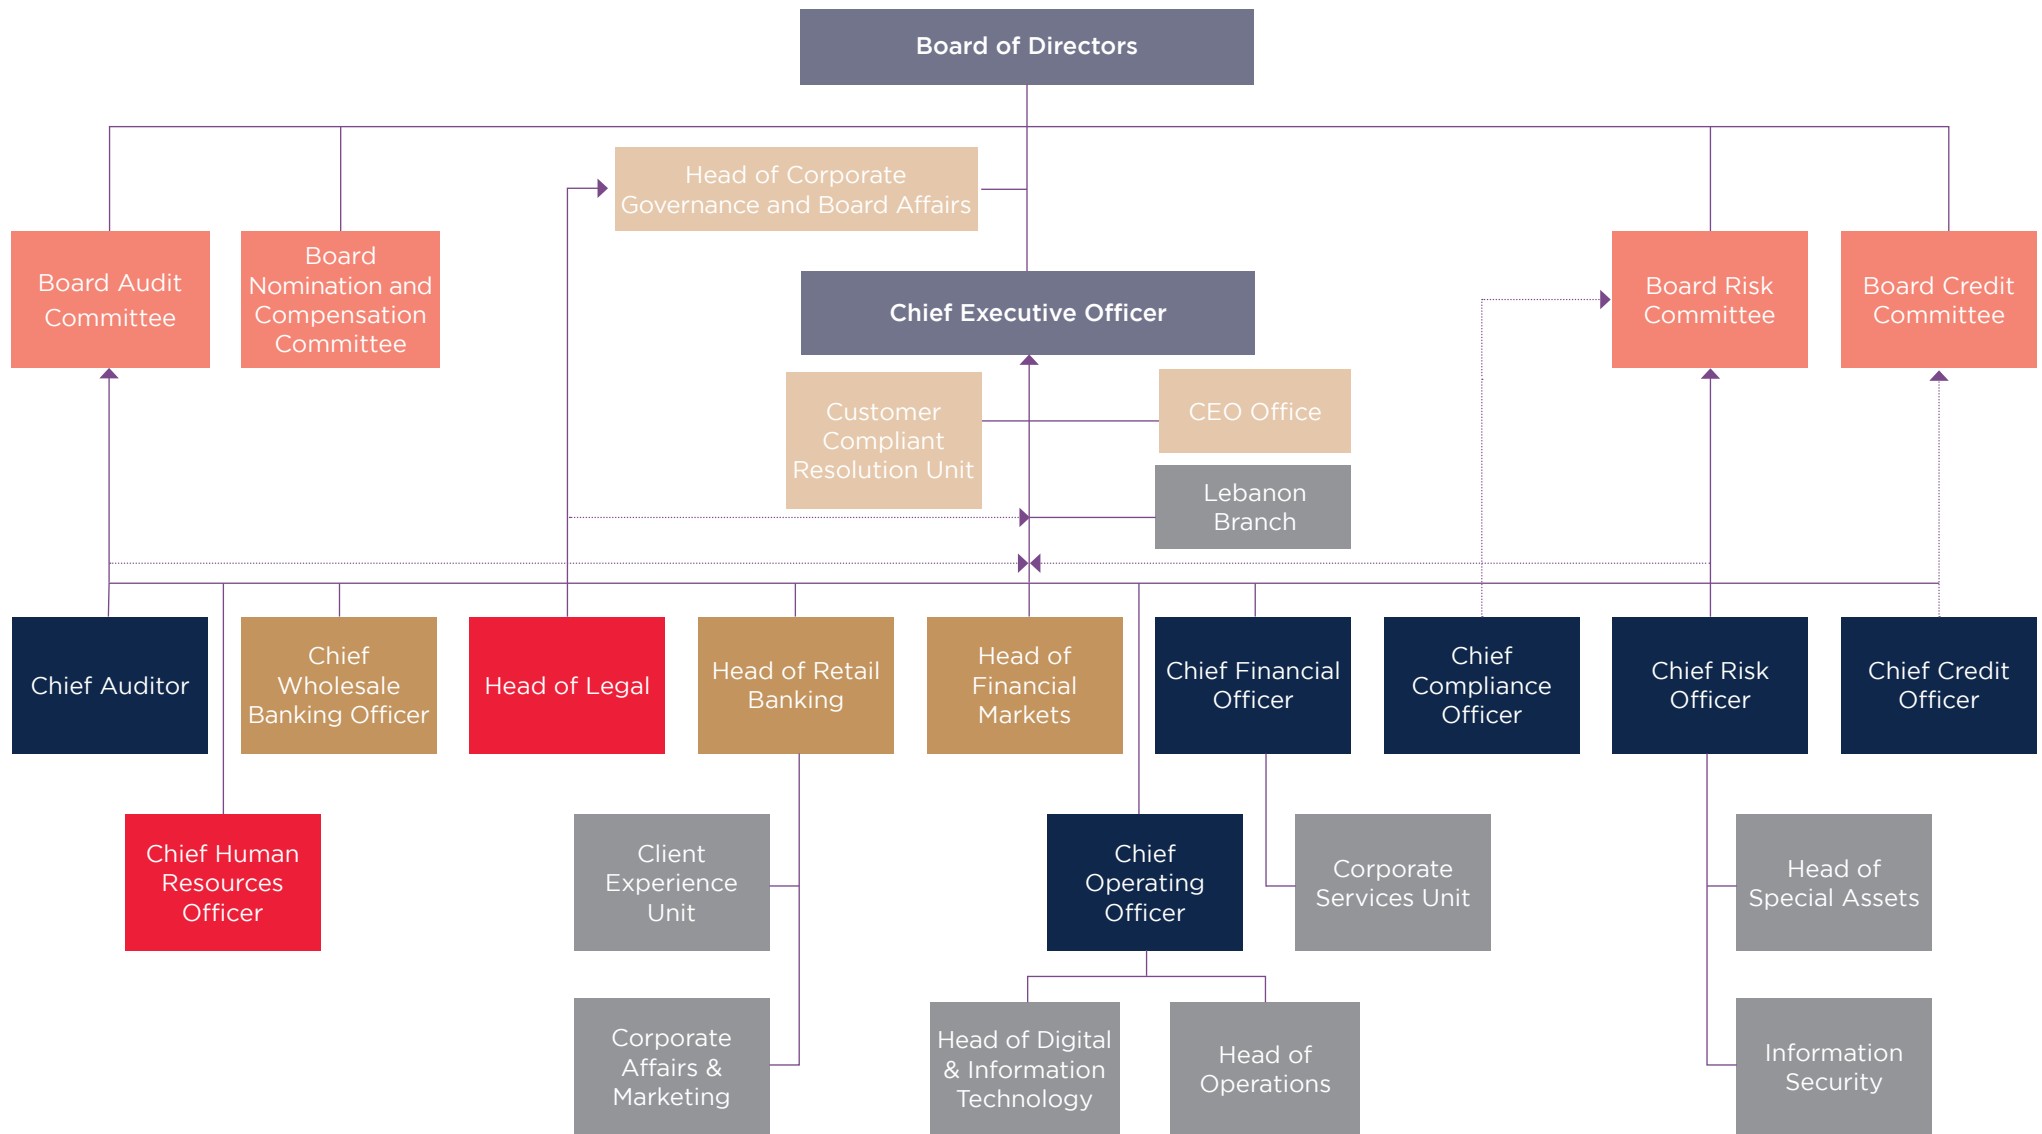 Board of Directors
Head of Corporate
Governance and Board Affairs
Board Audit
Committee
Board
Nomination and
Compensation
Committee
Chief Executive Officer
Board Risk
Committee
Board Credit
Committee
Customer
Compliant
Resolution Unit
CEO Office
Lebanon
Branch
Chief Auditor
Chief
Wholesale
Banking Officer
Head of Legal
Head of Retail
Banking
Head of
Financial
Markets
Chief Financial
Officer
Chief
Compliance
Officer
Chief Risk
Officer
Chief Credit
Officer
Chief Human
Resources
Officer
Client
Experience
Unit
Chief
Operating
Officer
Corporate
Services Unit
Head of
Special Assets
Corporate
Affairs &
Marketing
Head of Digital
& Information
Technology
Head of
Operations
Information
Security